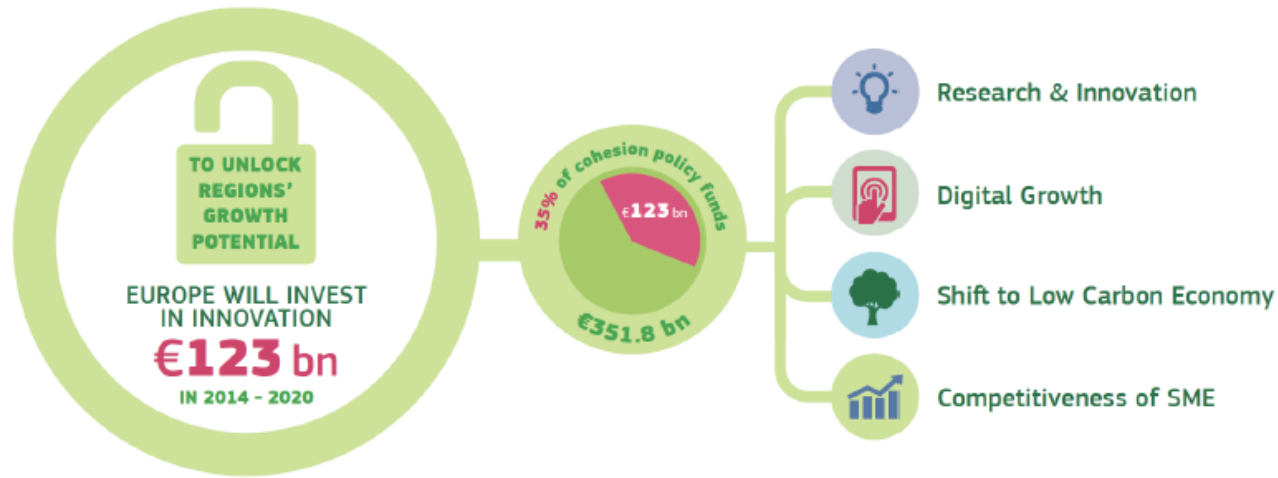 TO UNLOCK
REGIONS'
GROWTH
POTENTIAL
EUROPE WILL INVEST
IN INNOVATION
€123 bn
IN 2014 - 2020
35% of cohesion policy funds
€123 bn
€351.8 bn
Research & Innovation
Digital Growth
Shift to Low Carbon Economy
Competitiveness of SME